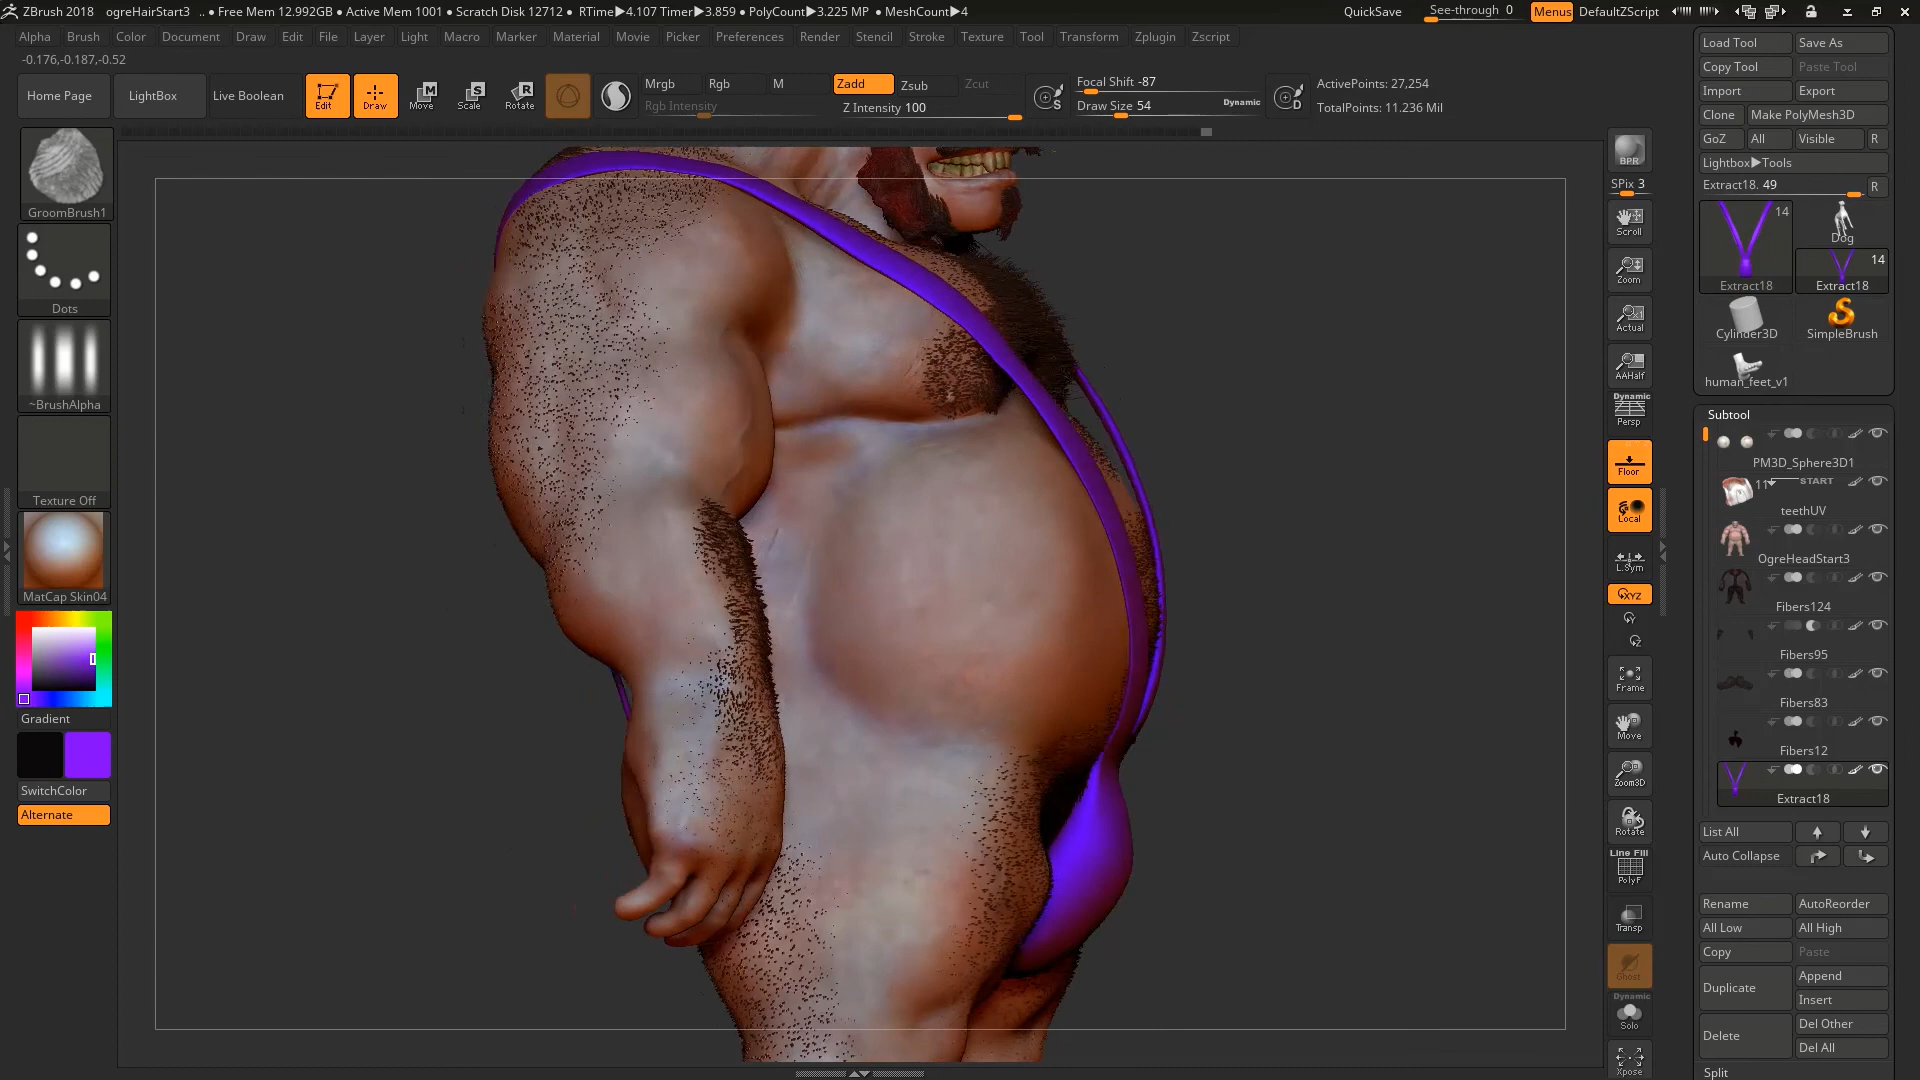 ZBrush 2018 ogreHairStart3 .. • Free Mem 12.992GB • Active Mem 1001 • Scratch Disk 12712 • RTime▶4.107 Timer▶3.859 • PolyCount▶3.225 MP • MeshCount▶4 QuickSave See-through 0 Menus DefaultZScript
Alpha Brush Color Document Draw Edit File Layer Light Macro Marker Material Movie Picker Preferences Render Stencil Stroke Texture Tool Transform Zplugin Zscript
-0.176,-0.187,-0.52
Home Page LightBox Live Boolean Edit Draw Move Scale Rotate
M S R
Mrgb Rgb M Zadd Zsub Zcut
Rgb Intensity Z Intensity 100
S
Focal Shift -87
Draw Size 54 Dynamic
D
ActivePoints: 27,254
TotalPoints: 11.236 Mil
GroomBrush1
Dots
~BrushAlpha
Texture Off
MatCap Skin04
Gradient
SwitchColor
Alternate
BPR
SPix 3
Scroll
Zoom
Actual
AAHalf
Dynamic
Persp
Floor
Local
L.Sym
XYZ
Y
Z
Frame
Move
Zoom3D
Rotate
Line Fill
PolyF
Transp
Ghost
Dynamic
Solo
Xpose
Load Tool Save As
Copy Tool Paste Tool
Import Export
Clone Make PolyMesh3D
GoZ All Visible R
Lightbox▶Tools
Extract18. 49 R
14
Extract18
Dog
14
Extract18
Cylinder3D SimpleBrush
human_feet_v1
Subtool
PM3D_Sphere3D1
11 START
teethUV
OgreHeadStart3
Fibers124
Fibers95
Fibers83
Fibers12
Extract18
List All
Auto Collapse
Rename AutoReorder
All Low All High
Copy Paste
Duplicate Append
Insert
Delete Del Other
Del All
Split